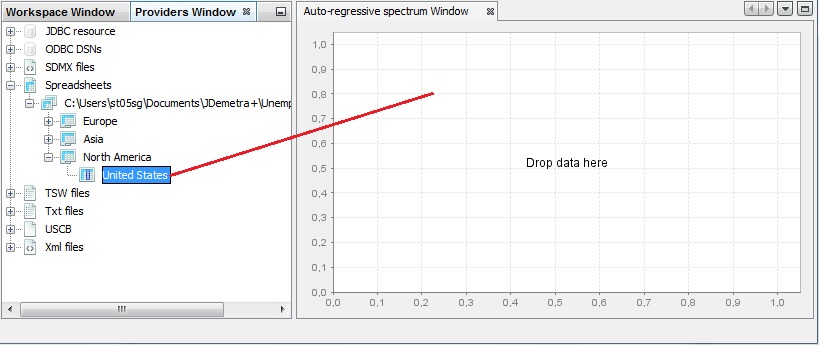 Workspace Window Providers Window
JDBC resource
ODBC DSNs
SDMX files
Spreadsheets
C:\Users\st05sg\Documents\JDemetra+\Unemp
Europe
Asia
North America
United States
TSW files
Txt files
USCB
Xml files
Auto-regressive spectrum Window
1,0
0,9
0,8
0,7
0,6
0,5
0,4
0,3
0,2
0,1
0,0
Drop data here
0,0 0,1 0,2 0,3 0,4 0,5 0,6 0,7 0,8 0,9 1,0